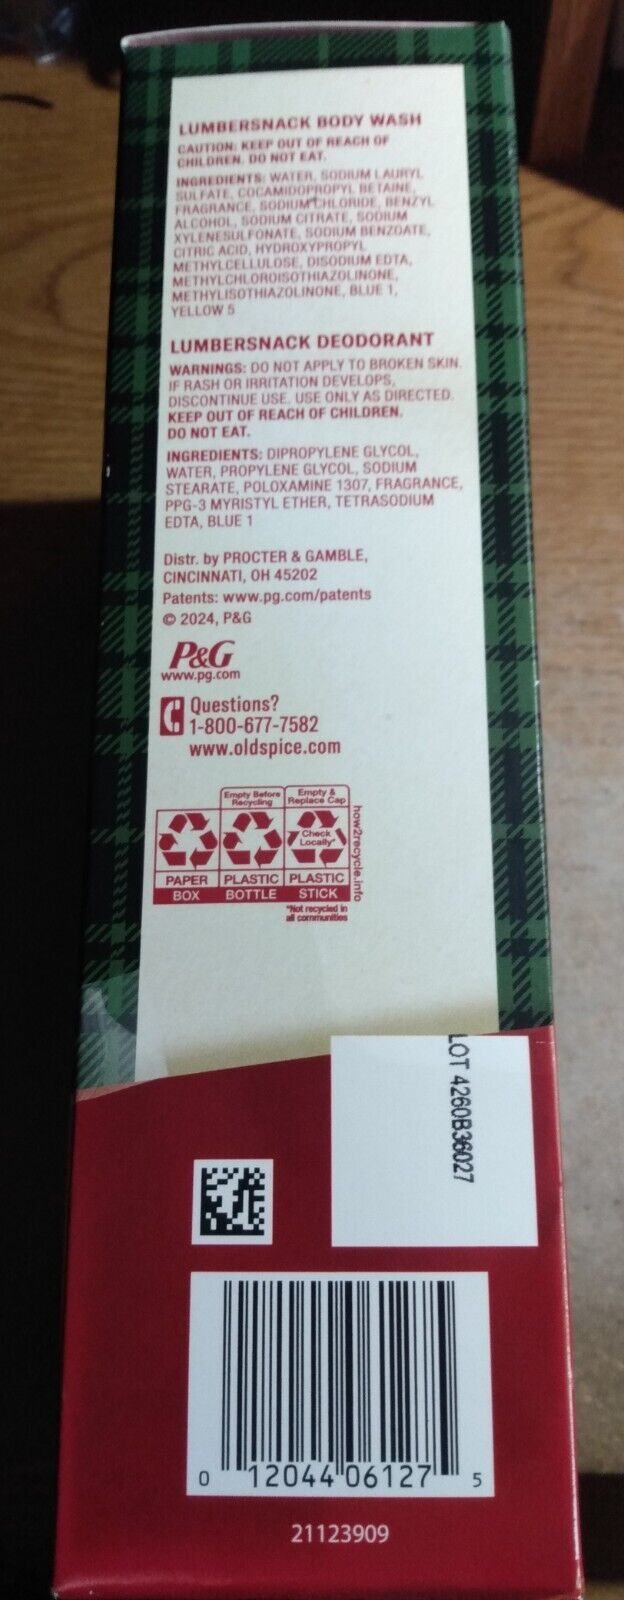 LUMBERSNACK BODY WASH
CAUTION: KEEP OUT OF REACH OF
CHILDREN. DO NOT EAT.
INGREDIENTS: WATER, SODIUM LAURYL
SULFATE, COCAMIDOPROPYL BETAINE,
FRAGRANCE, SODIUM CHLORIDE, BENZYL
ALCOHOL, SODIUM CITRATE, SODIUM
XYLENESULFONATE, SODIUM BENZOATE,
CITRIC ACID, HYDROXYPROPYL
METHYLCELLULOSE, DISODIUM EDTA,
METHYLCHLOROISOTHIAZOLINONE,
METHYLISOTHIAZOLINONE, BLUE 1,
YELLOW 5
LUMBERSNACK DEODORANT
WARNINGS: DO NOT APPLY TO BROKEN SKIN.
IF RASH OR IRRITATION DEVELOPS,
DISCONTINUE USE. USE ONLY AS DIRECTED.
KEEP OUT OF REACH OF CHILDREN.
DO NOT EAT.
INGREDIENTS: DIPROPYLENE GLYCOL,
WATER, PROPYLENE GLYCOL, SODIUM
STEARATE, POLOXAMINE 1307, FRAGRANCE,
PPG-3 MYRISTYL ETHER, TETRASODIUM
EDTA, BLUE 1
Distr. by PROCTER & GAMBLE,
CINCINNATI, OH 45202
Patents: www.pg.com/patents
© 2024, P&G
P&G
www.pg.com
Questions?
1-800-677-7582
www.oldspice.com
Empty Before
Recycling
Empty &
Replace Cap
Check
Locally*
PAPER
BOX
PLASTIC
BOTTLE
PLASTIC
STICK
how2recycle.info
*Not recycled in
all communities
LOT 4260B36027
0 12044 06127 5
21123909